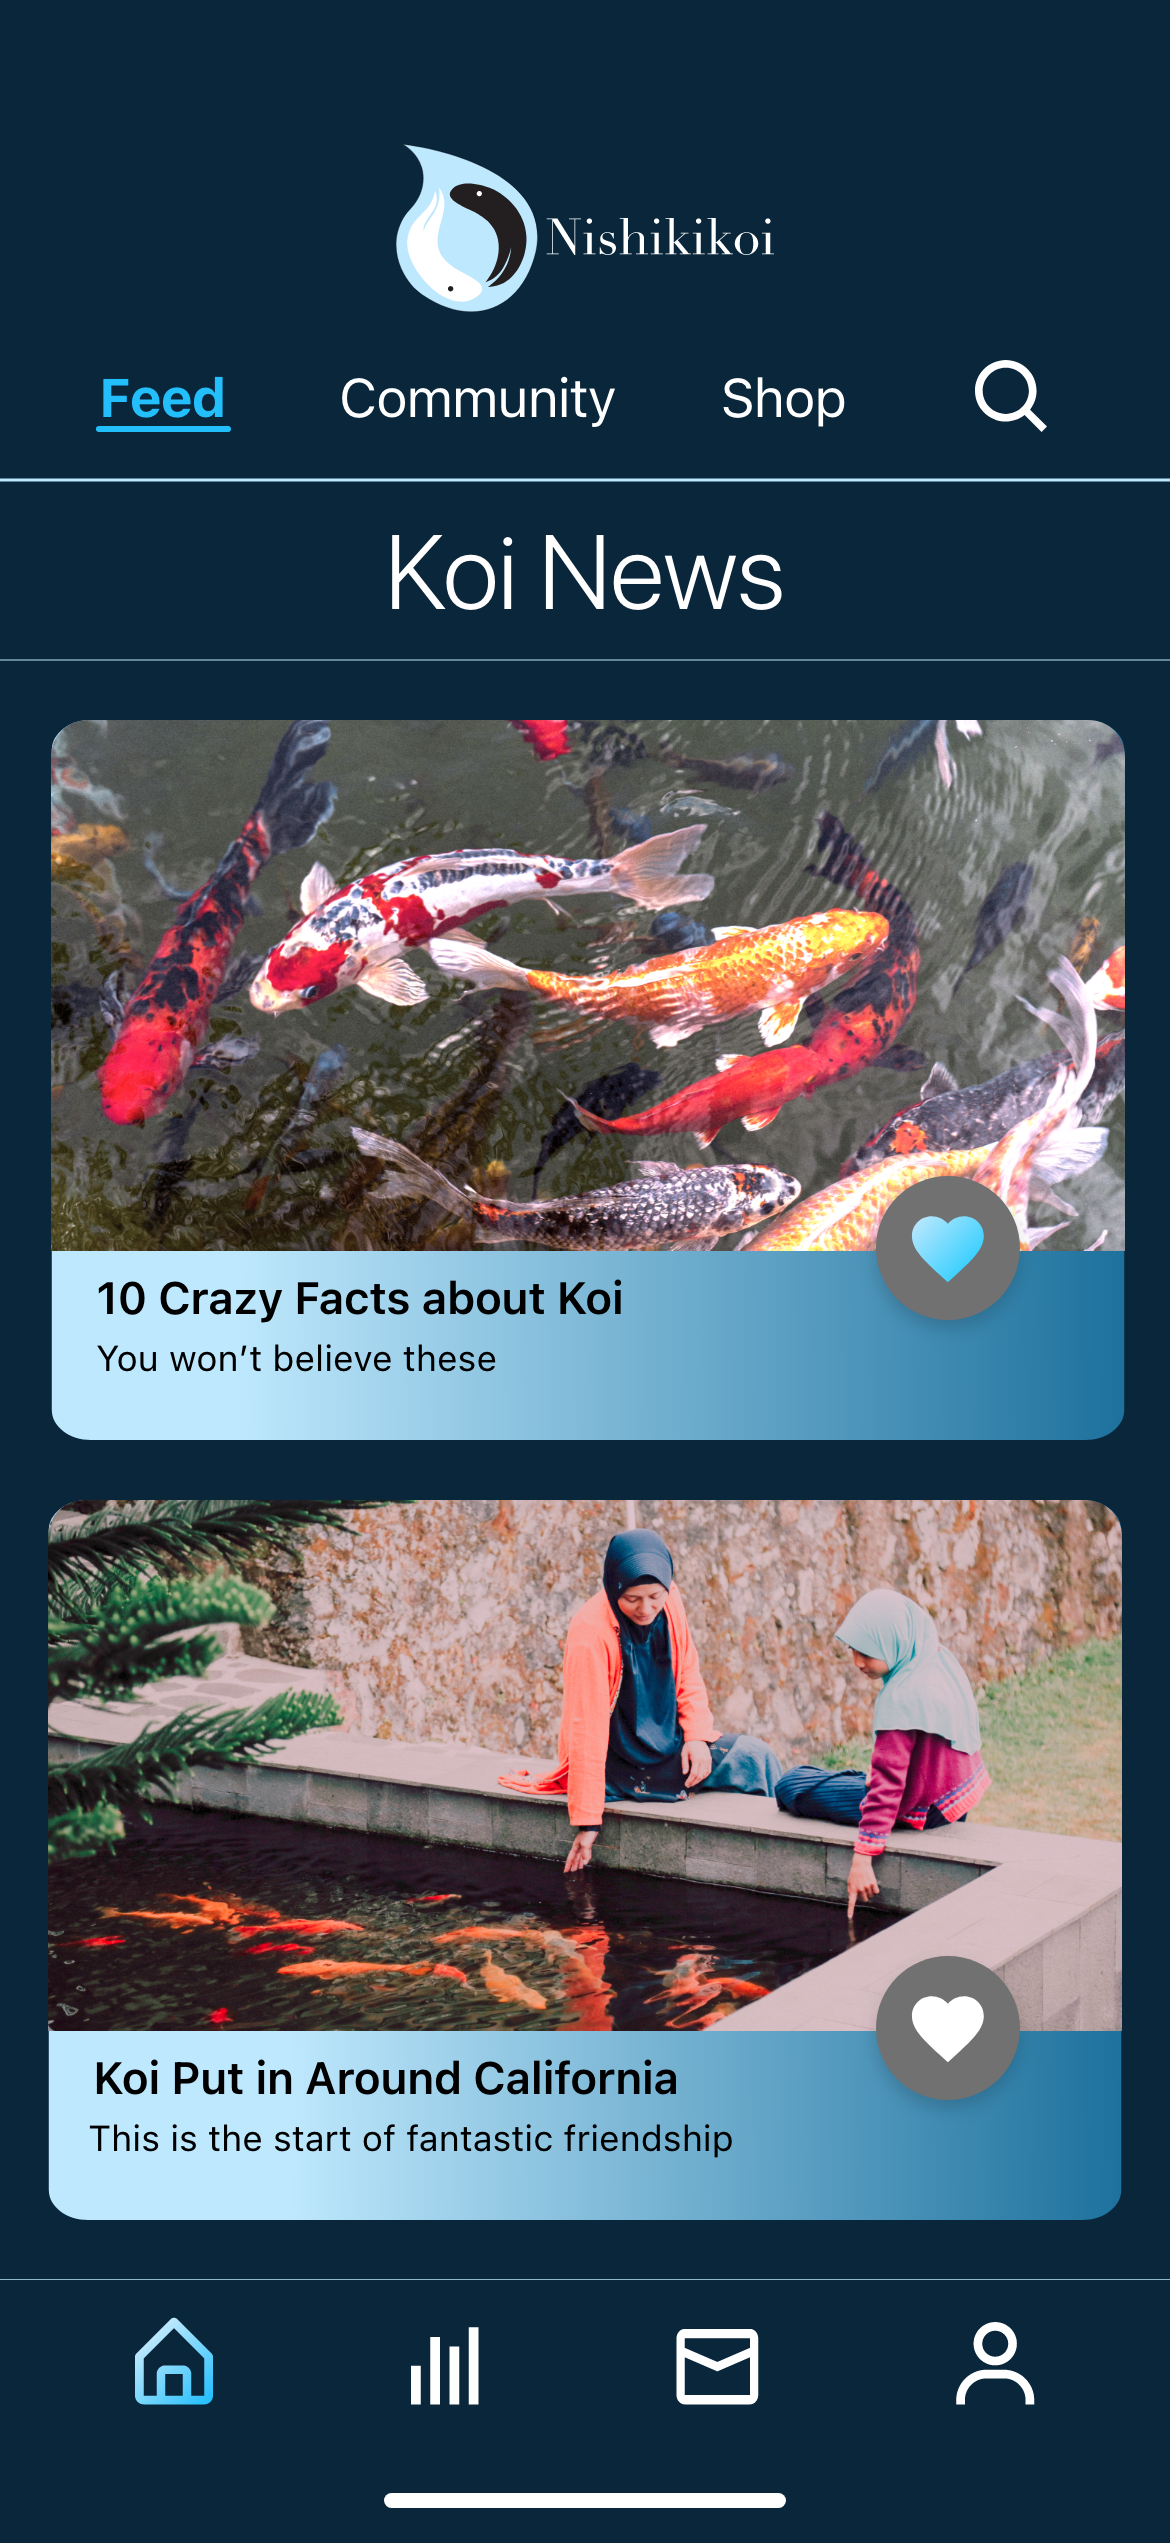 Nishikikoi
Feed
Community
Shop
Koi News
10 Crazy Facts about Koi
You won’t believe these
Koi Put in Around California
This is the start of fantastic friendship